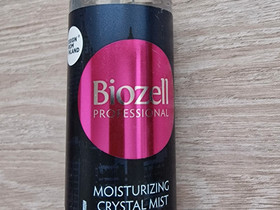 Biozell
PROFESSIONAL
MOISTURIZING
CRYSTAL MIST